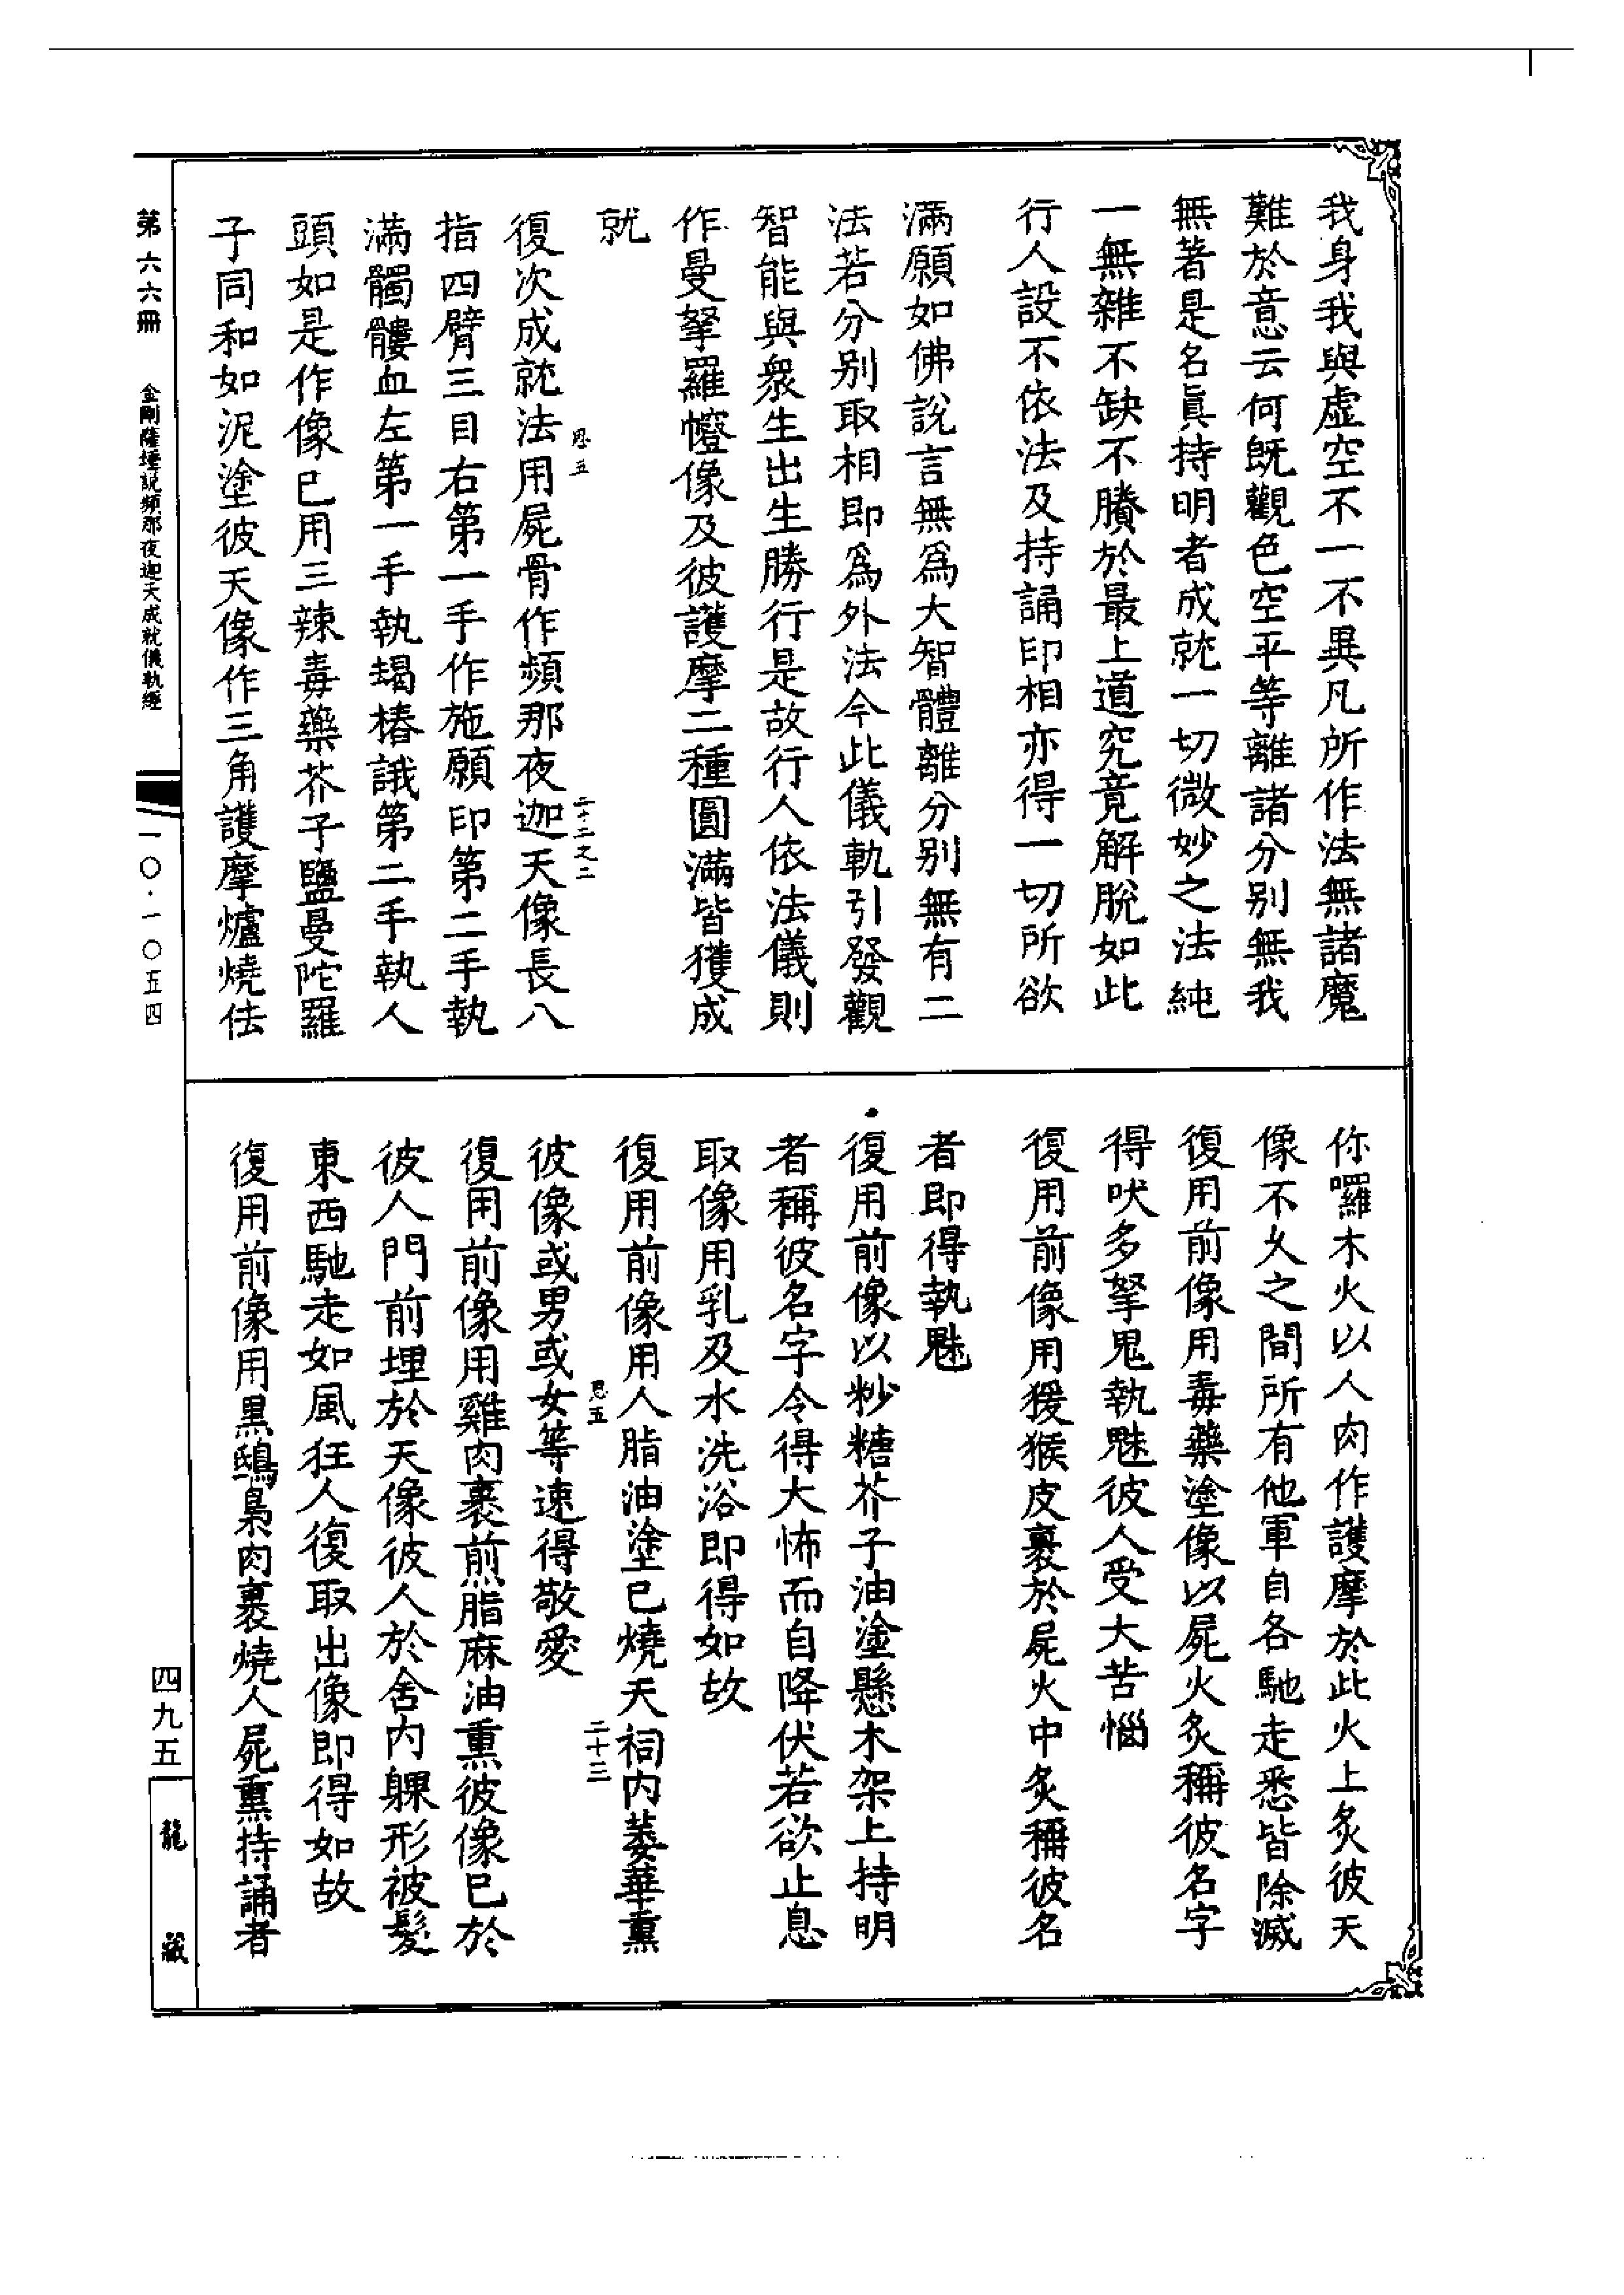 我身我與虛空不一不異凡所作法無諸魔
難於意云何既觀色空平等離諸分別無我
無著是名眞持明者成就一切微妙之法純
一無雜不缺不賸於最上道究竟解脫如此
行人設不依法及持誦印相亦得一切所欲
滿願如佛說言無爲大智體離分別無有二
法若分別取相即爲外法今此儀軌引發觀
智能與衆生出生勝行是故行人依法儀則
作曼拏羅㡧像及彼護摩二種圓滿皆獲成
就
復次成就法用屍骨作頻那夜迦天像長八
恩五
二十二之二
指四臂三目右第一手作施願印第二手執
滿髑髏血左第一手執朅樁誐第二手執人
頭如是作像已用三辣毒藥芥子鹽曼陀羅
子同和如泥塗彼天像作三角護摩爐燒佉
你囉木火以人肉作護摩於此火上炙彼天
像不久之間所有他軍自各馳走悉皆除滅
復用前像用毒藥塗像以屍火炙稱彼名字
得吠多拏鬼執魅彼人受大苦惱
復用前像用猨猴皮裹於屍火中炙稱彼名
者即得執魅
復用前像以粆糖芥子油塗懸木架上持明
者稱彼名字令得大怖而自降伏若欲止息
取像用乳及水洗浴即得如故
復用前像用人脂油塗已燒天祠内萎華熏
恩五
二十三
彼像或男或女等速得敬愛
復用前像用雞肉裹煎脂麻油熏彼像已於
彼人門前埋於天像彼人於舍内躶形被髮
東西馳走如風狂人復取出像即得如故
復用前像用黒鵄梟肉裹燒人屍熏持誦者
第六六冊
金剛薩埵說頻那夜迦天成就儀軌經
一〇·一〇五四
四九五
龍藏